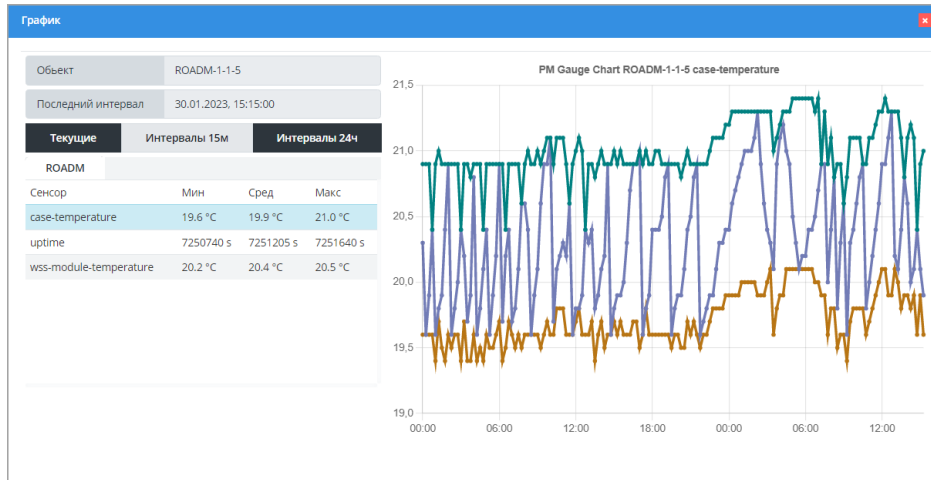 График
Объект ROADM-1-1-5
Последний интервал 30.01.2023, 15:15:00
Текущие Интервалы 15м Интервалы 24ч
ROADM
Сенсор Мин Сред Макс
case-temperature 19.6 °C 19.9 °C 21.0 °C
uptime 7250740 s 7251205 s 7251640 s
wss-module-temperature 20.2 °C 20.4 °C 20.5 °C
PM Gauge Chart ROADM-1-1-5 case-temperature
21,5
21,0
20,5
20,0
19,5
19,0
00:00 06:00 12:00 18:00 00:00 06:00 12:00